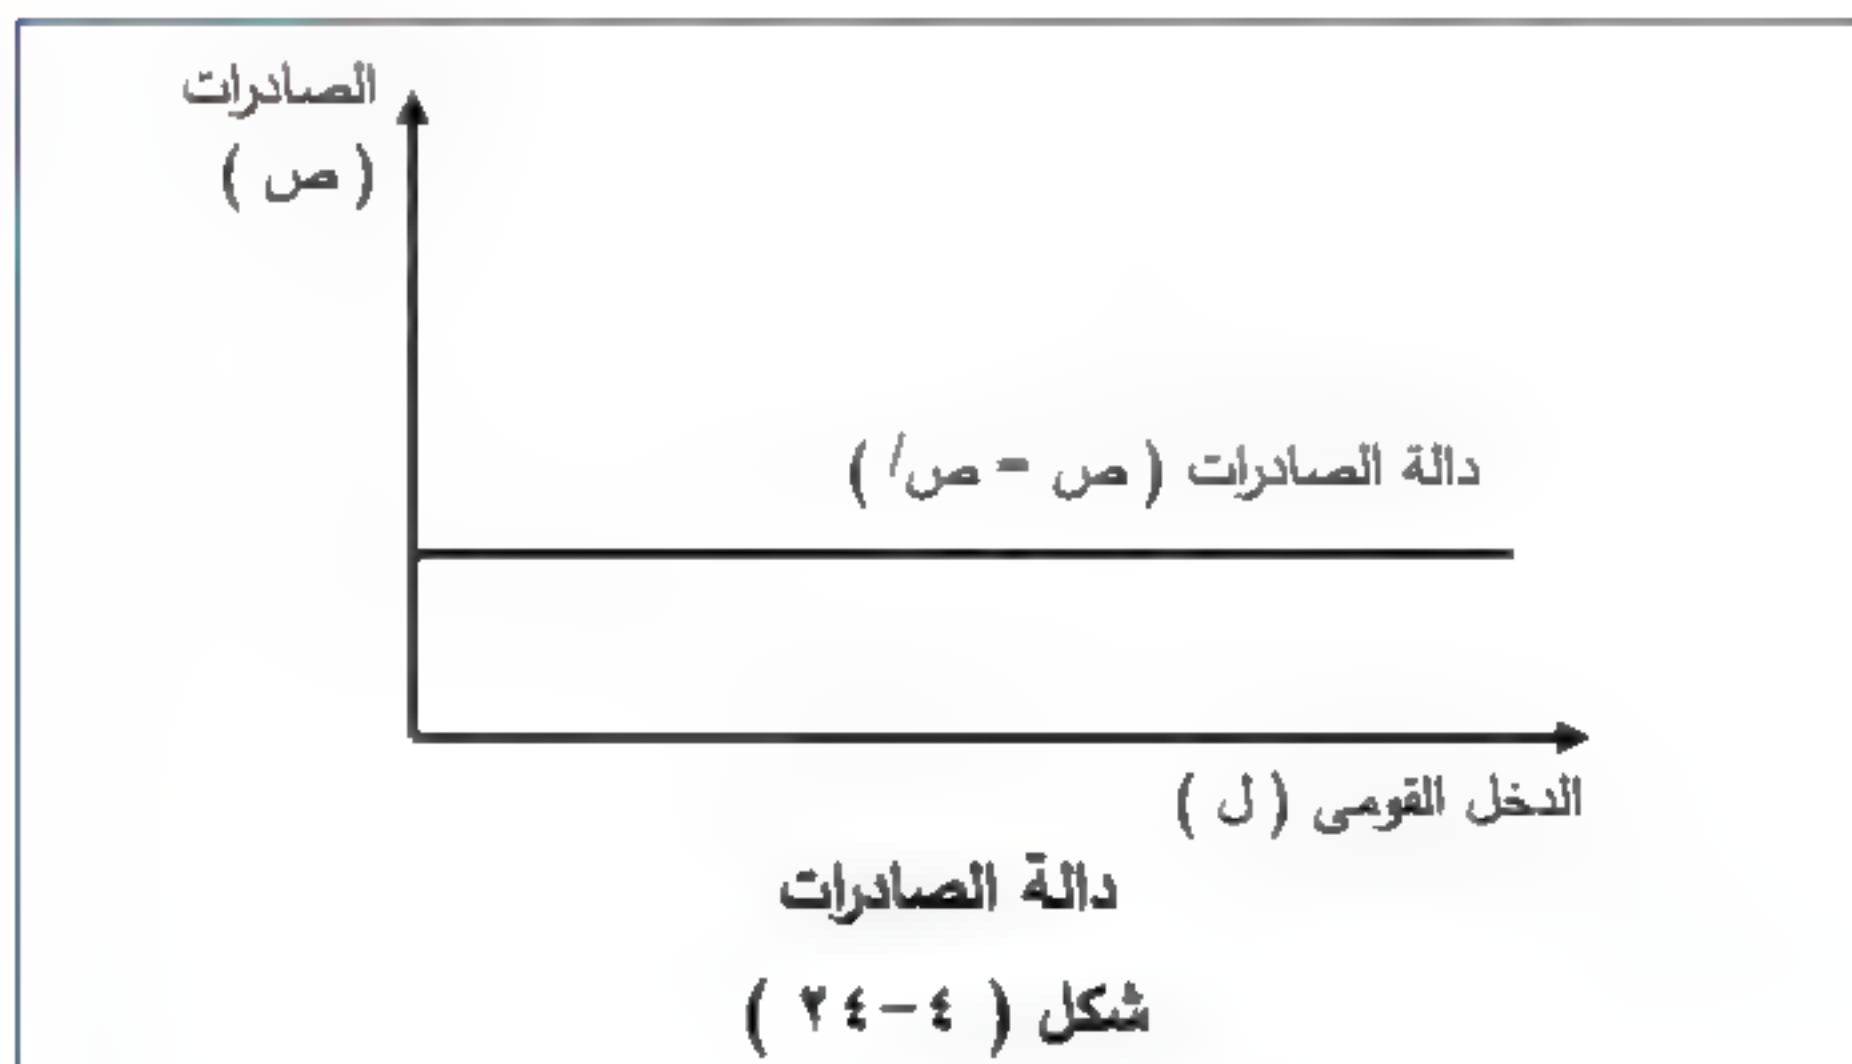 الصادرات
( ص )
دالة الصادرات ( ص = ص/ )
الدخل القومى ( ل )
دالة الصادرات
شكل ( ٤-٢٤ )